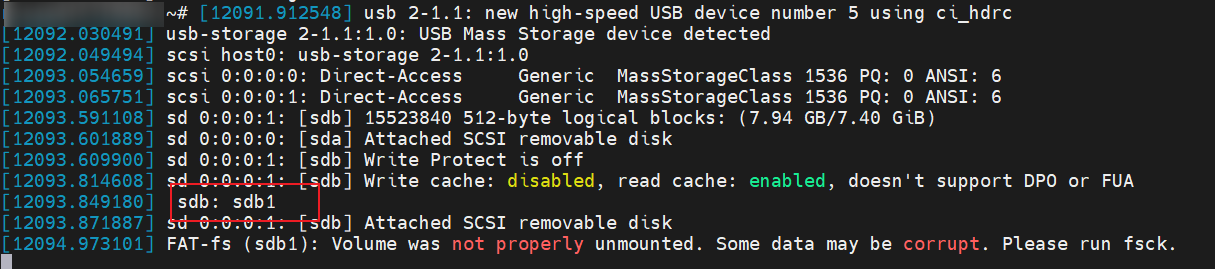 ~# [12091.912548] usb 2-1.1: new high-speed USB device number 5 using ci_hdrc
[12092.030491] usb-storage 2-1.1:1.0: USB Mass Storage device detected
[12092.049494] scsi host0: usb-storage 2-1.1:1.0
[12093.054659] scsi 0:0:0:0: Direct-Access     Generic  MassStorageClass 1536 PQ: 0 ANSI: 6
[12093.065751] scsi 0:0:0:1: Direct-Access     Generic  MassStorageClass 1536 PQ: 0 ANSI: 6
[12093.591108] sd 0:0:0:1: [sdb] 15523840 512-byte logical blocks: (7.94 GB/7.40 GiB)
[12093.601889] sd 0:0:0:0: [sda] Attached SCSI removable disk
[12093.609900] sd 0:0:0:1: [sdb] Write Protect is off
[12093.814608] sd 0:0:0:1: [sdb] Write cache: disabled, read cache: enabled, doesn't support DPO or FUA
[12093.849180]  sdb: sdb1
[12093.871887] sd 0:0:0:1: [sdb] Attached SCSI removable disk
[12094.973101] FAT-fs (sdb1): Volume was not properly unmounted. Some data may be corrupt. Please run fsck.